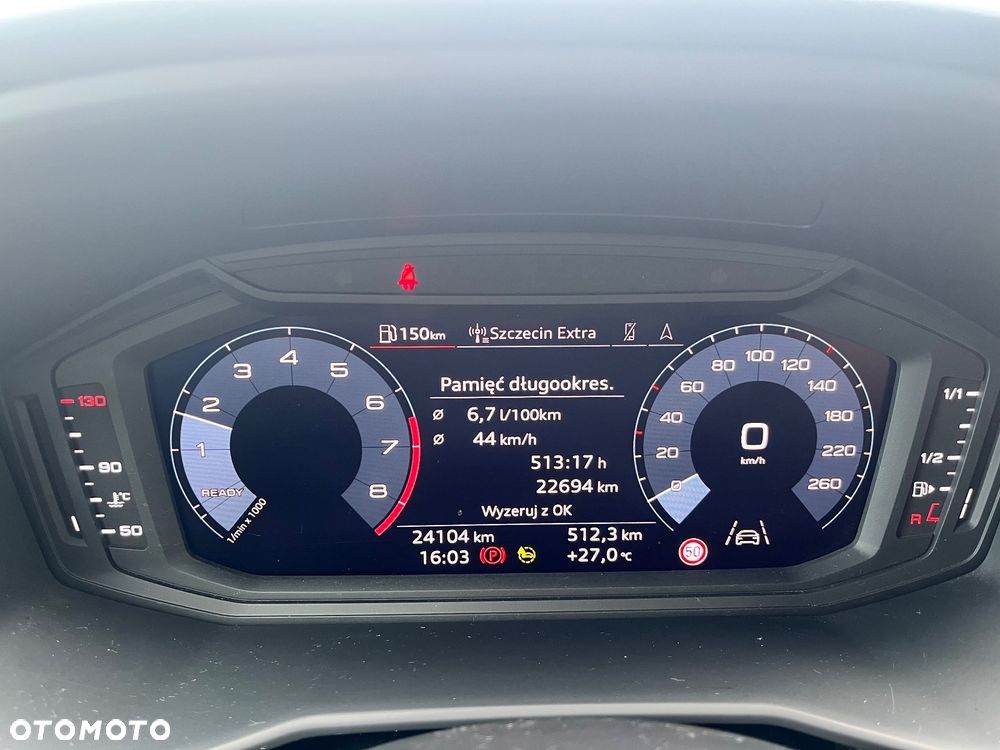 150km Szczecin Extra
Pamięć długookres.
ø 6,7 l/100km
ø 44 km/h
513:17 h
22694 km
Wyzeruj z OK
24104 km 512,3 km
16:03 (P) +27,0 °C
50
1 2 3 4 5 6 7 8
READY
1/min x 1000
0 20 40 60 80 100 120 140 180 220 260
0
km/h
130
90
°C
50
1/1
1/2
R
OTOMOTO